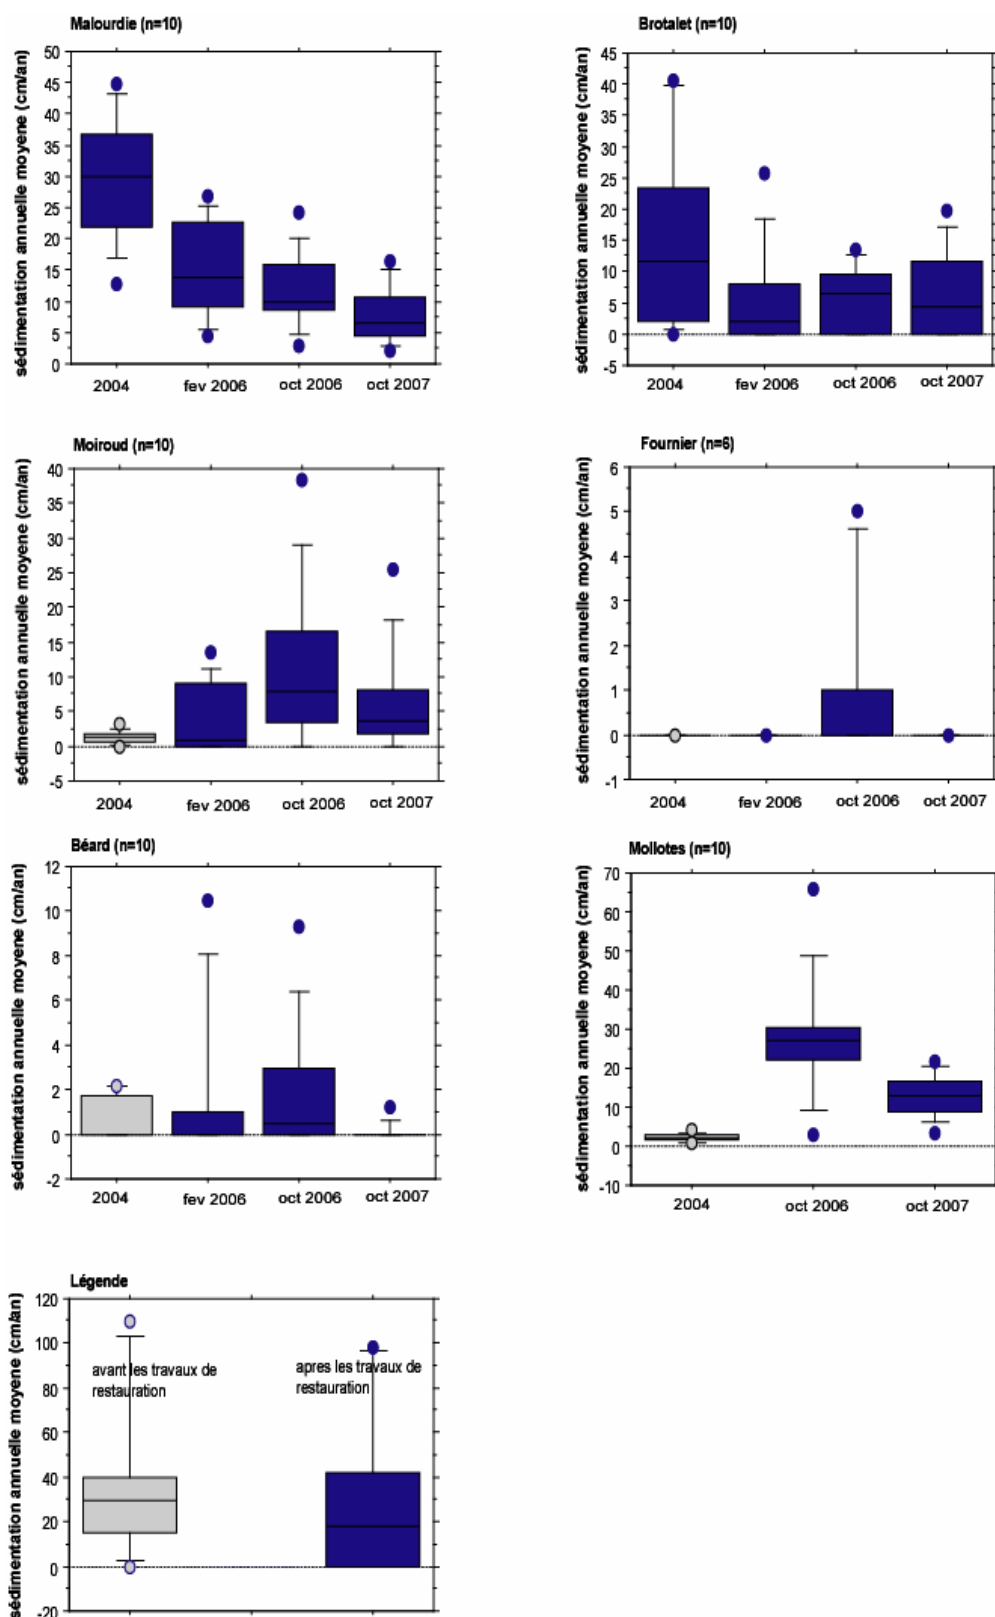 Malourdie (n=10)
sédimentation annuelle moyene (cm/an)
50
45
40
35
30
25
20
15
10
5
0
2004
fev 2006
oct 2006
oct 2007
Brotalet (n=10)
sédimentation annuelle moyene (cm/an)
45
40
35
30
25
20
15
10
5
0
-5
2004
fev 2006
oct 2006
oct 2007
Moiroud (n=10)
sédimentation annuelle moyene (cm/an)
40
35
30
25
20
15
10
5
0
-5
2004
fev 2006
oct 2006
oct 2007
Fournier (n=6)
sédimentation annuelle moyene (cm/an)
6
5
4
3
2
1
0
-1
2004
fev 2006
oct 2006
oct 2007
Béard (n=10)
sédimentation annuelle moyene (cm/an)
12
10
8
6
4
2
0
-2
2004
fev 2006
oct 2006
oct 2007
Mollotes (n=10)
sédimentation annuelle moyene (cm/an)
70
60
50
40
30
20
10
0
-10
2004
oct 2006
oct 2007
Légende
sédimentation annuelle moyene (cm/an)
120
100
80
60
40
20
0
-20
avant les travaux de
restauration
apres les travaux de
restauration